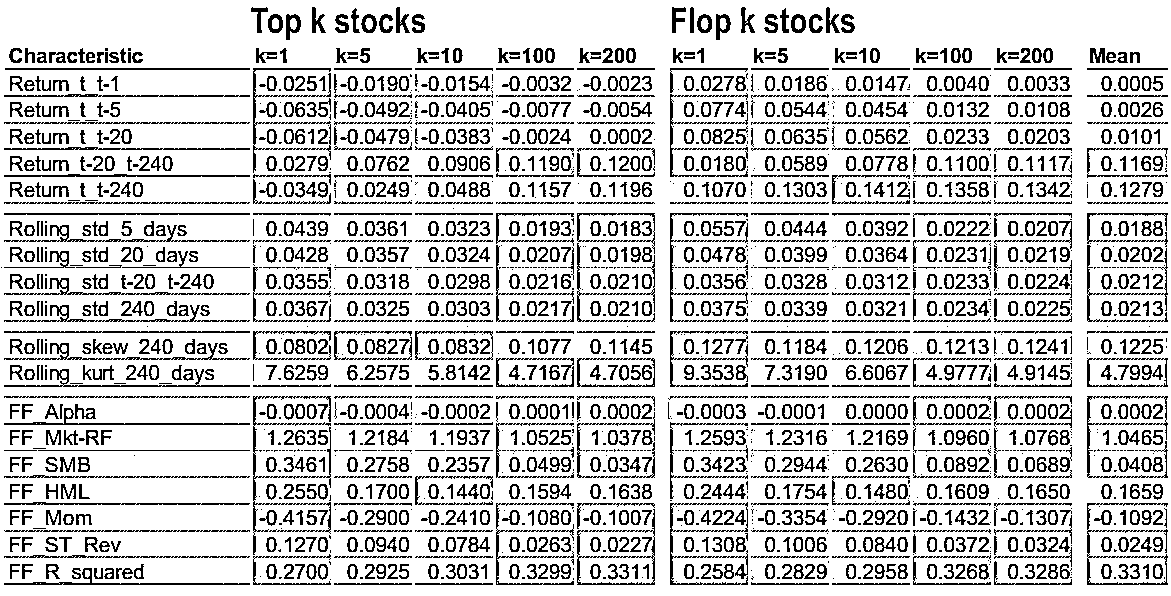 Top k stocks Flop k stocks
Characteristic k=1 k=5 k=10 k=100 k=200 k=1 k=5 k=10 k=100 k=200 Mean
Return_t_t-1 -0.0251 -0.0190 -0.0154 -0.0032 -0.0023 0.0278 0.0186 0.0147 0.0040 0.0033 0.0005
Return_t_t-5 -0.0635 -0.0492 -0.0405 -0.0077 -0.0054 0.0774 0.0544 0.0454 0.0132 0.0108 0.0026
Return_t_t-20 -0.0612 -0.0479 -0.0383 -0.0024 0.0002 0.0825 0.0635 0.0562 0.0233 0.0203 0.0101
Return_t-20_t-240 0.0279 0.0762 0.0906 0.1190 0.1200 0.0180 0.0589 0.0778 0.1100 0.1117 0.1169
Return_t_t-240 -0.0349 0.0249 0.0488 0.1157 0.1196 0.1070 0.1303 0.1412 0.1358 0.1342 0.1279
Rolling_std_5_days 0.0439 0.0361 0.0323 0.0193 0.0183 0.0557 0.0444 0.0392 0.0222 0.0207 0.0188
Rolling_std_20_days 0.0428 0.0357 0.0324 0.0207 0.0198 0.0478 0.0399 0.0364 0.0231 0.0219 0.0202
Rolling_std_t-20_t-240 0.0355 0.0318 0.0298 0.0216 0.0210 0.0356 0.0328 0.0312 0.0233 0.0224 0.0212
Rolling_std_240_days 0.0367 0.0325 0.0303 0.0217 0.0210 0.0375 0.0339 0.0321 0.0234 0.0225 0.0213
Rolling_skew_240_days 0.0802 0.0827 0.0832 0.1077 0.1145 0.1277 0.1184 0.1206 0.1213 0.1241 0.1225
Rolling_kurt_240_days 7.6259 6.2575 5.8142 4.7167 4.7056 9.3538 7.3190 6.6067 4.9777 4.9145 4.7994
FF_Alpha -0.0007 -0.0004 -0.0002 0.0001 0.0002 -0.0003 -0.0001 0.0000 0.0002 0.0002 0.0002
FF_Mkt-RF 1.2635 1.2184 1.1937 1.0525 1.0378 1.2593 1.2316 1.2169 1.0960 1.0768 1.0465
FF_SMB 0.3461 0.2758 0.2357 0.0499 0.0347 0.3423 0.2944 0.2630 0.0892 0.0689 0.0408
FF_HML 0.2550 0.1700 0.1440 0.1594 0.1638 0.2444 0.1754 0.1480 0.1609 0.1650 0.1659
FF_Mom -0.4157 -0.2900 -0.2410 -0.1080 -0.1007 -0.4224 -0.3354 -0.2920 -0.1432 -0.1307 -0.1092
FF_ST_Rev 0.1270 0.0940 0.0784 0.0263 0.0227 0.1308 0.1006 0.0840 0.0372 0.0324 0.0249
FF_R_squared 0.2700 0.2925 0.3031 0.3299 0.3311 0.2584 0.2829 0.2958 0.3268 0.3286 0.3310